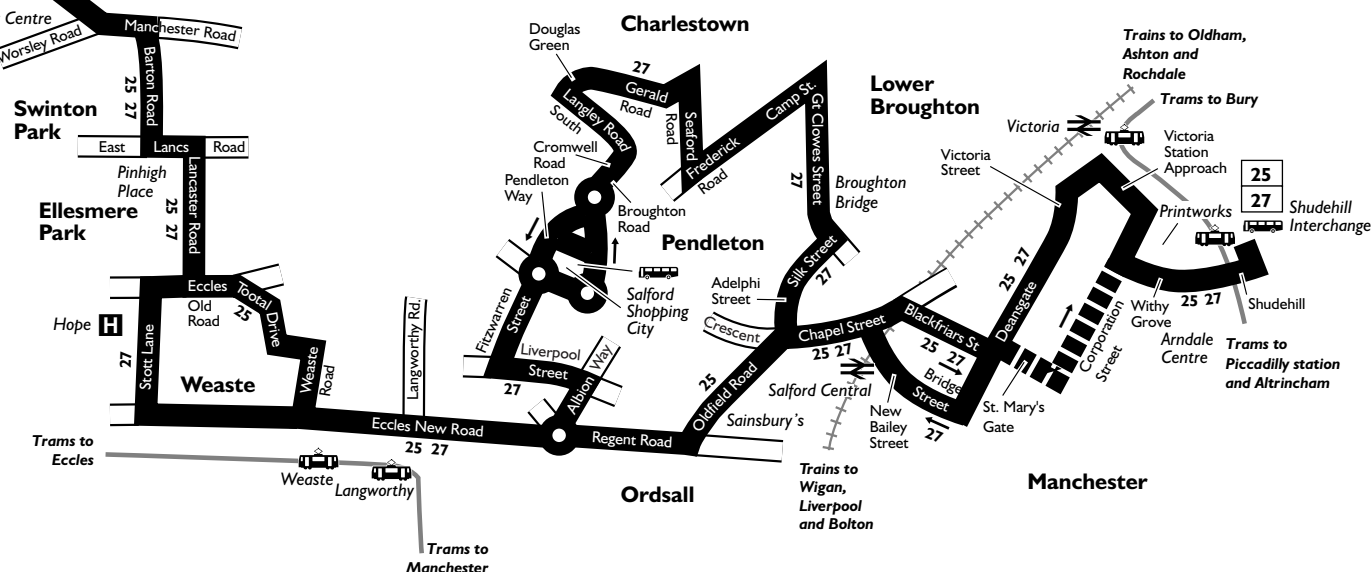 Centre
Worsley Road
Manchester Road
Barton Road
25
27
Swinton
Park
East
Lancs
Road
Pinhigh
Place
Lancaster Road
25
27
Ellesmere
Park
Eccles
Old
Road
Tootal Drive
25
Hope
H
27
Stott Lane
Weaste
Weaste
Road
Langworthy Rd.
Eccles New Road
25 27
Trams to
Eccles
Weaste
Langworthy
Trams to
Manchester
Charlestown
Douglas
Green
27
Gerald
Road
Langley Road
South
Seaford
Road
Cromwell
Road
Pendleton
Way
Broughton
Road
Frederick
Road
Camp St.
Gt Clowes Street
27
Broughton
Bridge
Pendleton
Salford
Shopping
City
Fitzwarren
Street
Liverpool
Street
27
Albion Way
Regent Road
Ordsall
Adelphi
Street
Silk Street
27
Crescent
Chapel Street
25 27
Oldfield Road
25
Sainsbury's
Salford Central
Trains to
Wigan,
Liverpool
and Bolton
Lower
Broughton
Blackfriars St
25 27
Bridge
Street
27
New
Bailey
Street
Deansgate
25 27
St. Mary's
Gate
Corporation
Street
Manchester
Victoria
Street
Victoria
Trains to Oldham,
Ashton and
Rochdale
Trams to Bury
Victoria
Station
Approach
Printworks
25
27
Shudehill
Interchange
Withy
Grove
25 27
Shudehill
Arndale
Centre
Trams to
Piccadilly station
and Altrincham